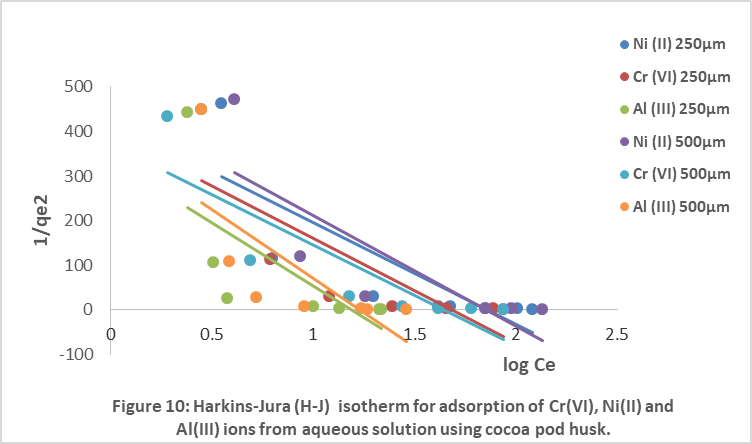 Ni (II) 250µm
Cr (VI) 250µm
Al (III) 250µm
Ni (II) 500µm
Cr (VI) 500µm
Al (III) 500µm
500
400
300
200
100
0
-100
1/qe2
0 0.5 1 1.5 2 2.5
log Ce
Figure 10: Harkins-Jura (H-J) isotherm for adsorption of Cr(VI), Ni(II) and
Al(III) ions from aqueous solution using cocoa pod husk.